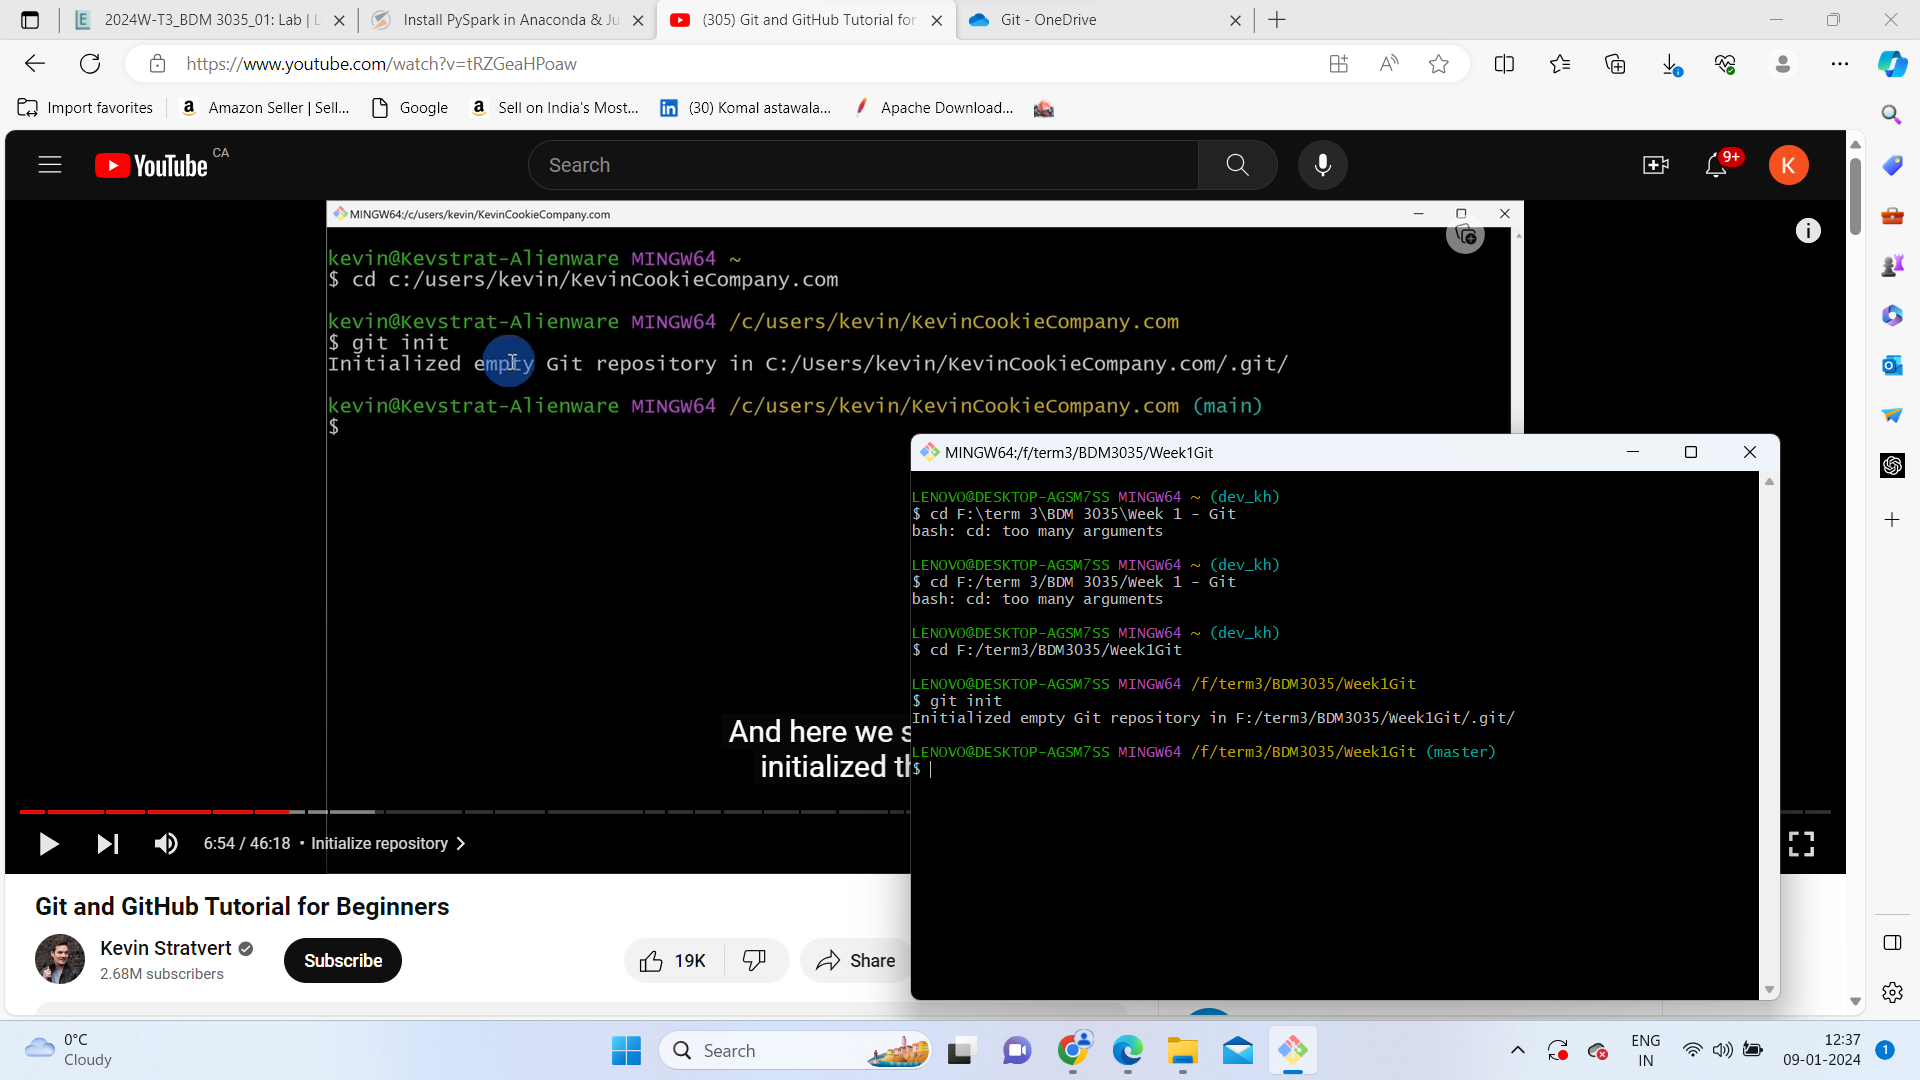 2024W-T3_BDM 3035_01: Lab | L
Install PySpark in Anaconda & Ju
(305) Git and GitHub Tutorial for
Git - OneDrive
https://www.youtube.com/watch?v=tRZGeaHPoaw
Import favorites
Amazon Seller | Sell...
Google
Sell on India's Most...
(30) Komal astawala...
Apache Download...
YouTube CA
Search
9+
K
MINGW64:/c/users/kevin/KevinCookieCompany.com
kevin@Kevstrat-Alienware MINGW64 ~
$ cd c:/users/kevin/KevinCookieCompany.com
kevin@Kevstrat-Alienware MINGW64 /c/users/kevin/KevinCookieCompany.com
$ git init
Initialized empty Git repository in C:/Users/kevin/KevinCookieCompany.com/.git/
kevin@Kevstrat-Alienware MINGW64 /c/users/kevin/KevinCookieCompany.com (main)
$
MINGW64:/f/term3/BDM3035/Week1Git
LENOVO@DESKTOP-AGSM7SS MINGW64 ~ (dev_kh)
$ cd F:\term 3\BDM 3035\Week 1 - Git
bash: cd: too many arguments
LENOVO@DESKTOP-AGSM7SS MINGW64 ~ (dev_kh)
$ cd F:/term 3/BDM 3035/Week 1 - Git
bash: cd: too many arguments
LENOVO@DESKTOP-AGSM7SS MINGW64 ~ (dev_kh)
$ cd F:/term3/BDM3035/Week1Git
LENOVO@DESKTOP-AGSM7SS MINGW64 /f/term3/BDM3035/Week1Git
$ git init
Initialized empty Git repository in F:/term3/BDM3035/Week1Git/.git/
LENOVO@DESKTOP-AGSM7SS MINGW64 /f/term3/BDM3035/Week1Git (master)
$
And here we s
initialized th
6:54 / 46:18 • Initialize repository
Git and GitHub Tutorial for Beginners
Kevin Stratvert
2.68M subscribers
Subscribe
19K
Share
0°C
Cloudy
Search
ENG
IN
12:37
09-01-2024
1